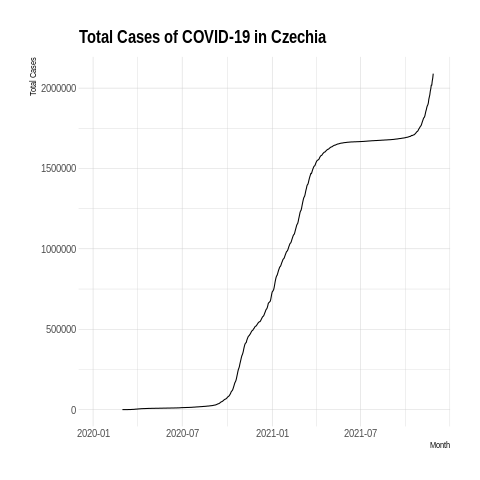 Total Cases of COVID-19 in Czechia
Total Cases
2000000
1500000
1000000
500000
0
2020-01 2020-07 2021-01 2021-07
Month